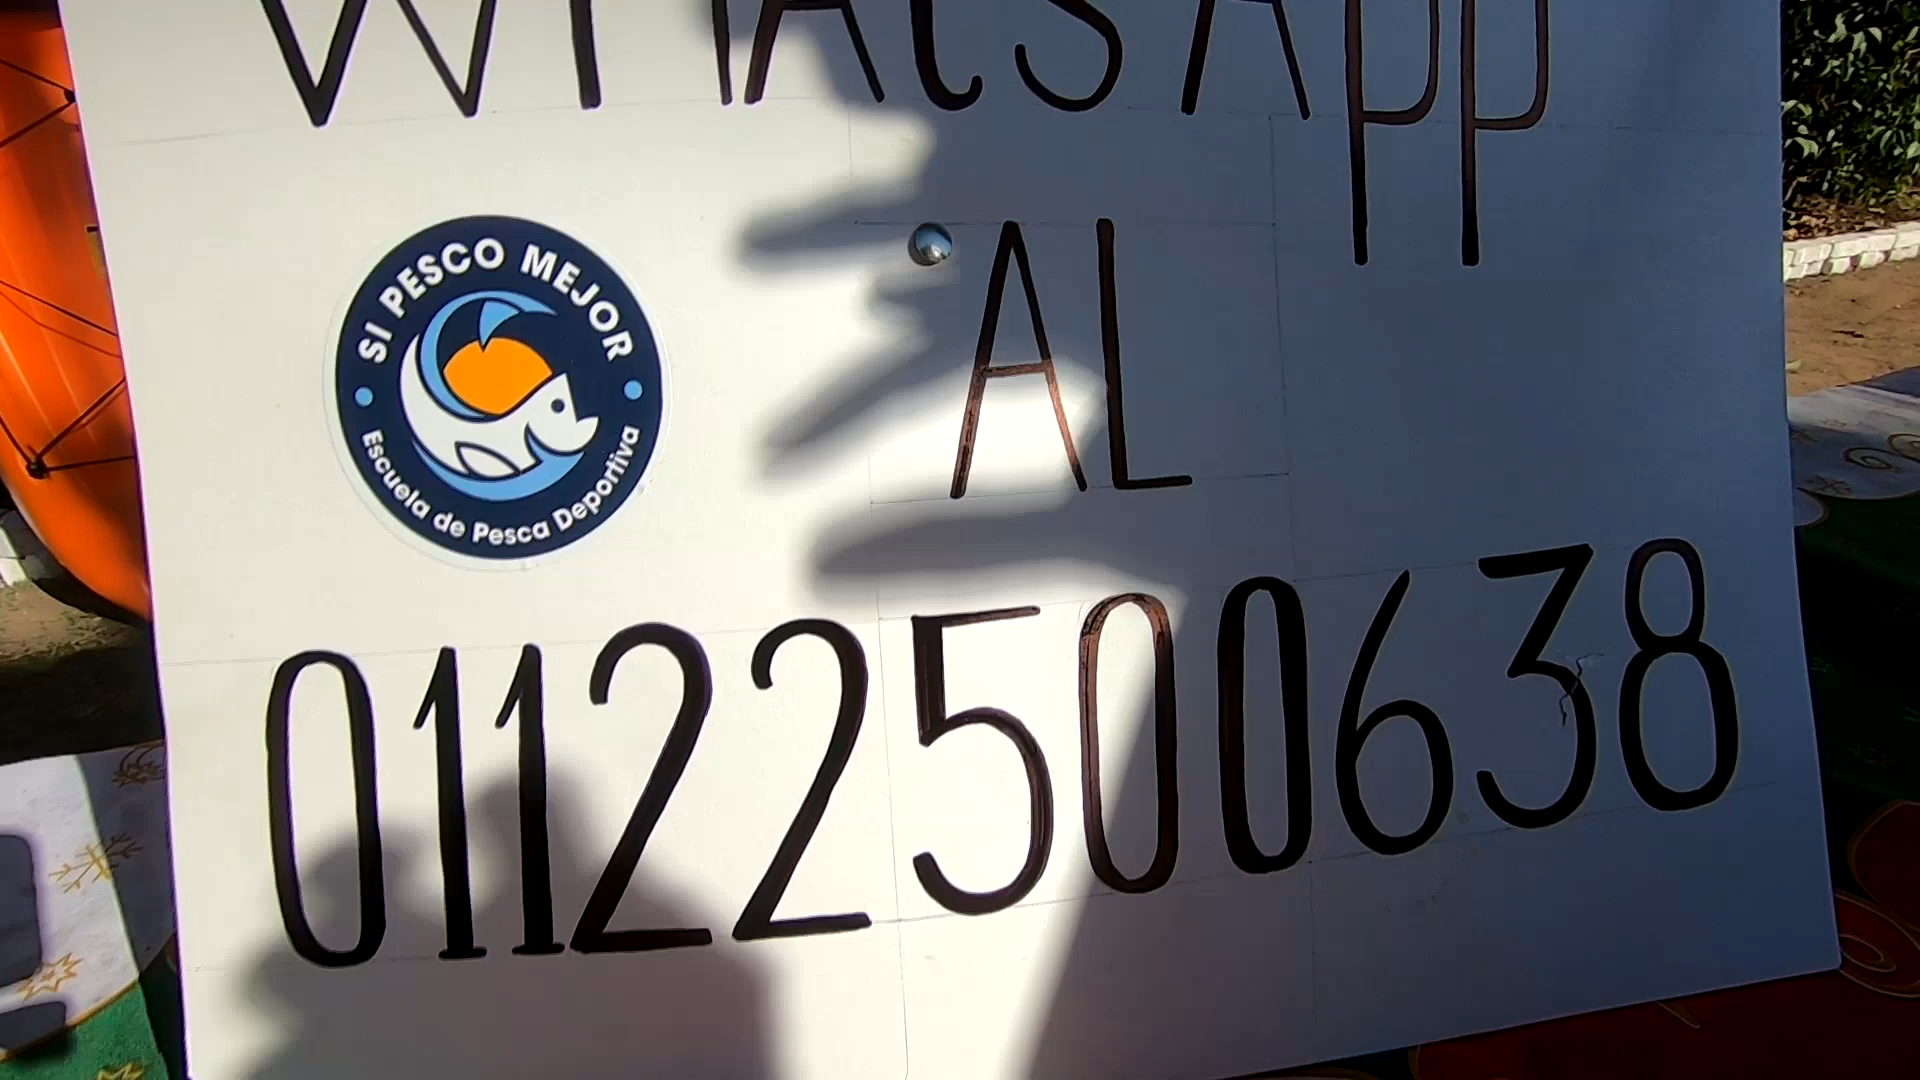 WHAtSApp
SI PESCO MEJOR
Escuela de Pesca Deportiva
AL
01122500638